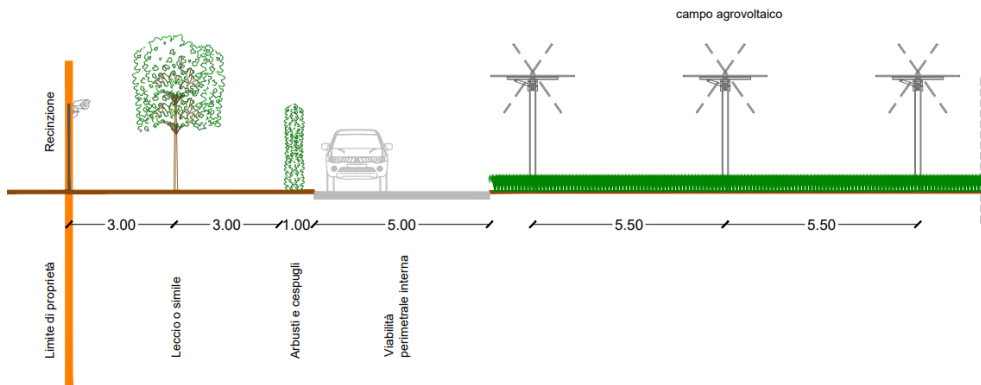 campo agrovoltaico
Recinzione
3.00
3.00
1.00
5.00
5.50
5.50
Limite di proprietà
Leccio o simile
Arbusti e cespugli
Viabilità
perimetrale interna